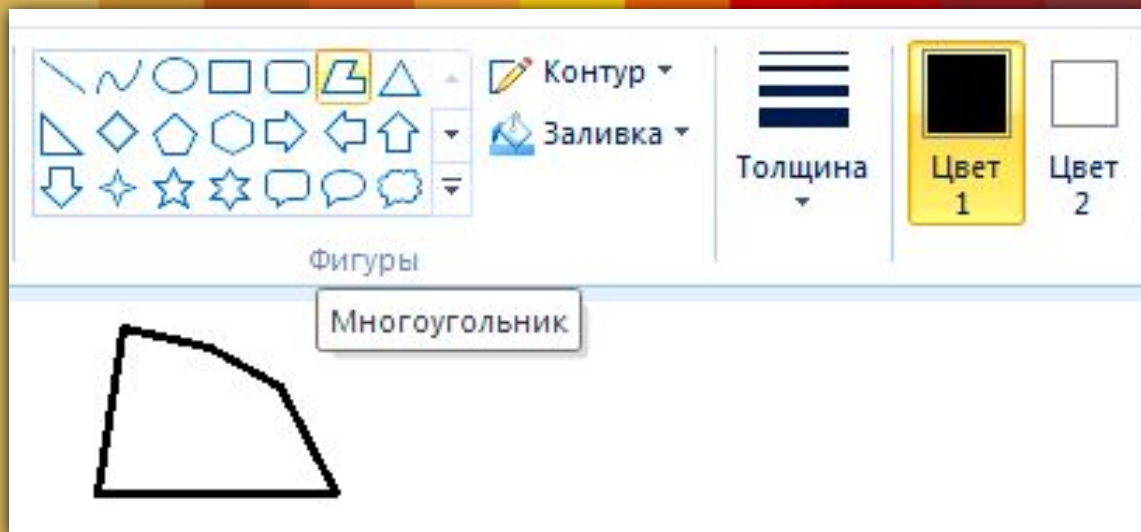 Контур
Заливка
Толщина
Цвет
1
Цвет
2
Фигуры
Многоугольник